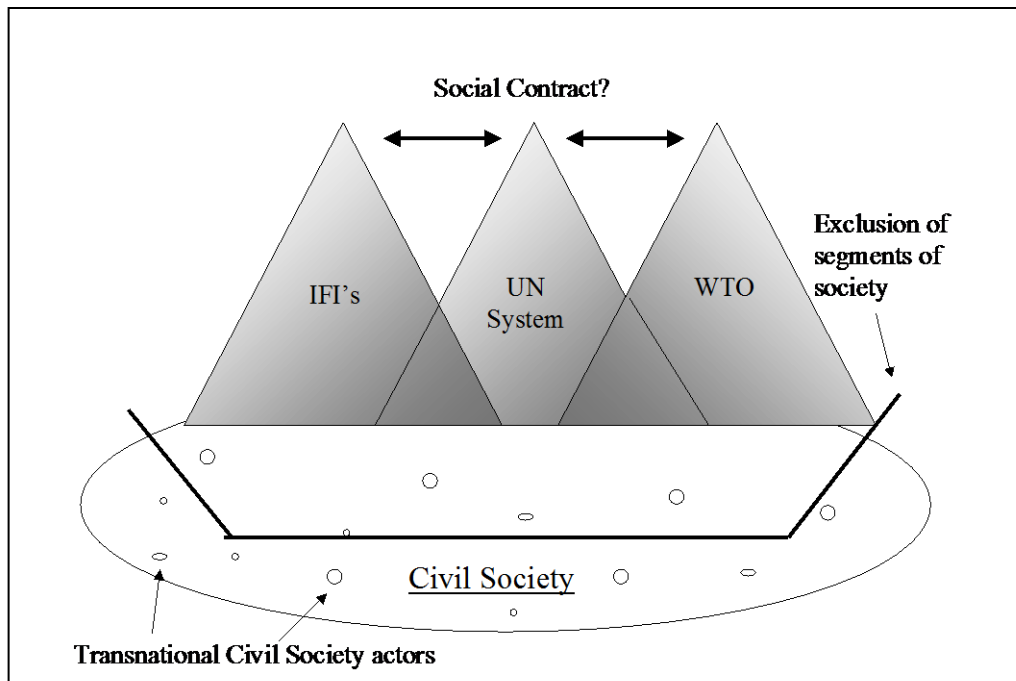 Social Contract?
Exclusion of
segments of
society
IFI's
UN
System
WTO
Civil Society
Transnational Civil Society actors